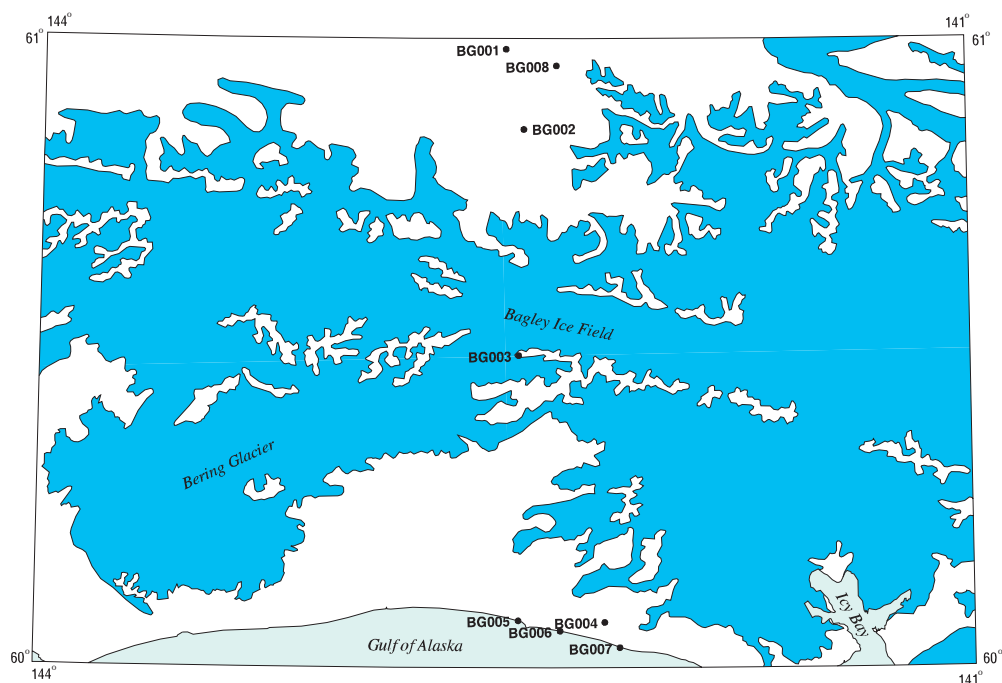 144°
141°
61°
61°
BG001
BG008
BG002
Bagley Ice Field
BG003
Bering Glacier
Icy Bay
BG005
BG004
BG006
Gulf of Alaska
BG007
60°
60°
144°
141°